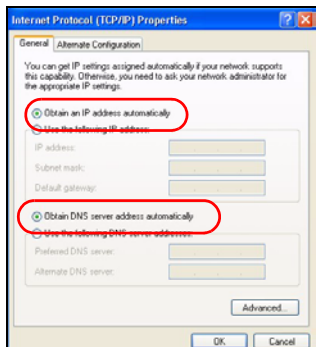 Internet Protocol (TCP/IP) Properties
General Alternate Configuration
You can get IP settings assigned automatically if your network supports
this capability. Otherwise, you need to ask your network administrator for
the appropriate IP settings.
Obtain an IP address automatically
Use the following IP address:
IP address:
Subnet mask:
Default gateway:
Obtain DNS server address automatically
Use the following DNS server addresses:
Preferred DNS server:
Alternate DNS server:
Advanced...
OK Cancel